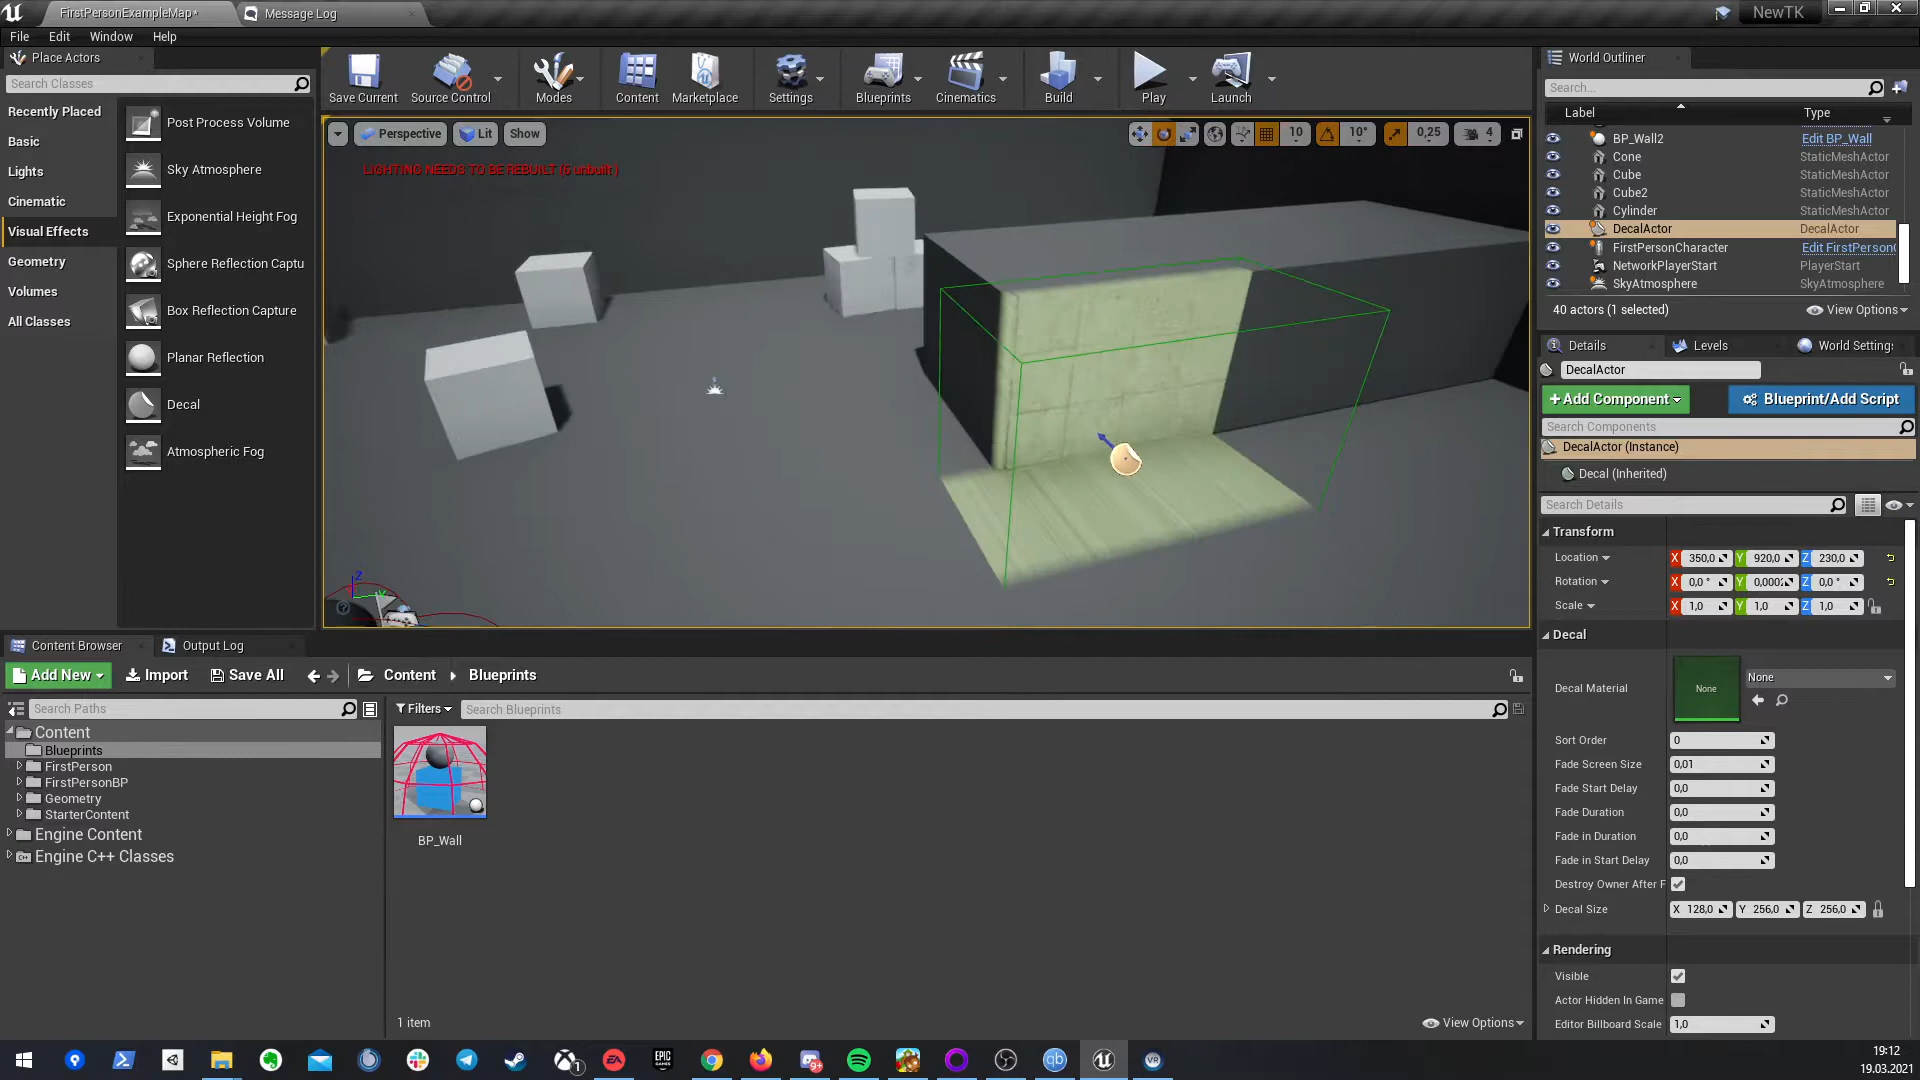 FirstPersonExampleMap*
Message Log
NewTK
File Edit Window Help
Place Actors
Search Classes
Recently Placed
Basic
Lights
Cinematic
Visual Effects
Geometry
Volumes
All Classes
Post Process Volume
Sky Atmosphere
Exponential Height Fog
Sphere Reflection Captu
Box Reflection Capture
Planar Reflection
Decal
Atmospheric Fog
Save Current
Source Control
Modes
Content
Marketplace
Settings
Blueprints
Cinematics
Build
Play
Launch
Perspective
Lit
Show
10
10°
0,25
4
LIGHTING NEEDS TO BE REBUILT (6 unbuilt )
Z
World Outliner
Search...
Label Type
BP_Wall2 Edit BP_Wall
Cone StaticMeshActor
Cube StaticMeshActor
Cube2 StaticMeshActor
Cylinder StaticMeshActor
DecalActor DecalActor
FirstPersonCharacter Edit FirstPersonC
NetworkPlayerStart PlayerStart
SkyAtmosphere SkyAtmosphere
40 actors (1 selected) View Options
Details Levels World Settings
DecalActor
+Add Component Blueprint/Add Script
Search Components
DecalActor (Instance)
Decal (Inherited)
Search Details
Transform
Location X 350,0 Y 920,0 Z 230,0
Rotation X 0,0 ° Y 0,0002 Z 0,0 °
Scale X 1,0 Y 1,0 Z 1,0
Decal
Decal Material None None
Sort Order 0
Fade Screen Size 0,01
Fade Start Delay 0,0
Fade Duration 0,0
Fade in Duration 0,0
Fade in Start Delay 0,0
Destroy Owner After F
Decal Size X 128,0 Y 256,0 Z 256,0
Rendering
Visible
Actor Hidden In Game
Editor Billboard Scale 1,0
Content Browser Output Log
Add New Import Save All Content Blueprints
Search Paths
Filters Search Blueprints
Content
Blueprints
FirstPerson
FirstPersonBP
Geometry
StarterContent
Engine Content
Engine C++ Classes
BP_Wall
1 item
View Options
1
EA
EPIC GAMES
9+
qb
VR
19:12
19.03.2021